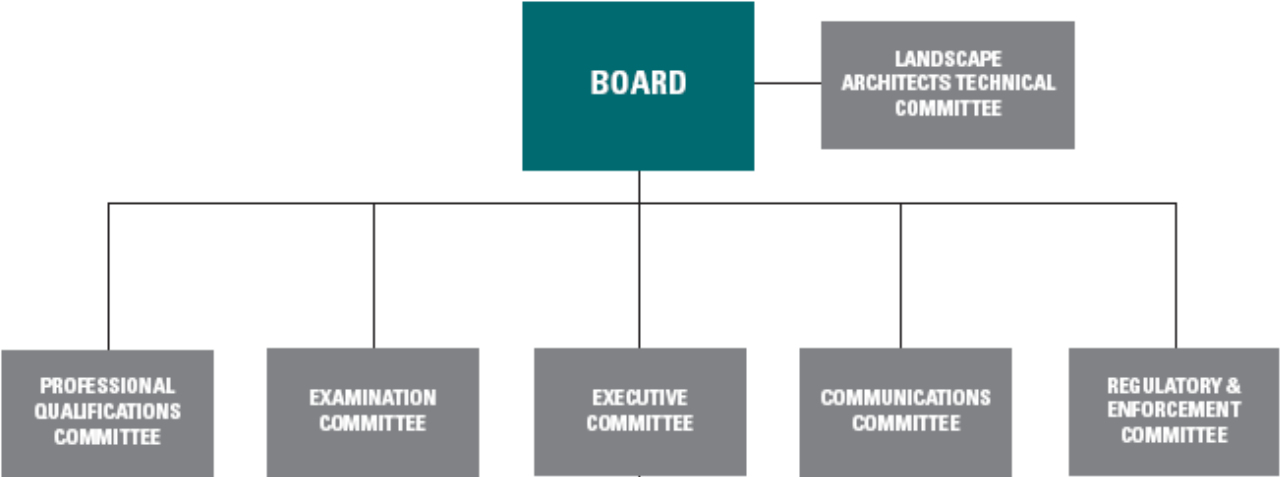 BOARD
LANDSCAPE
ARCHITECTS TECHNICAL
COMMITTEE
PROFESSIONAL
QUALIFICATIONS
COMMITTEE
EXAMINATION
COMMITTEE
EXECUTIVE
COMMITTEE
COMMUNICATIONS
COMMITTEE
REGULATORY &
ENFORCEMENT
COMMITTEE